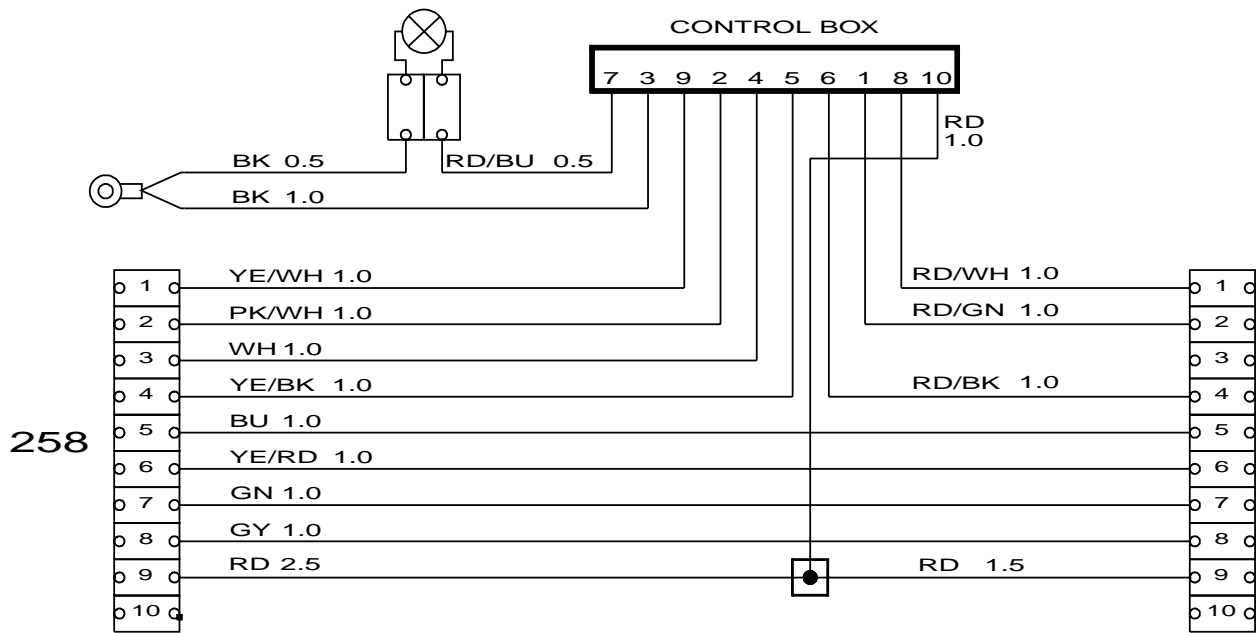 CONTROL BOX
7 3 9 2 4 5 6 1 8 10
RD
1.0
BK 0.5
RD/BU 0.5
BK 1.0
1 YE/WH 1.0 RD/WH 1.0 1
2 PK/WH 1.0 RD/GN 1.0 2
3 WH 1.0 3
4 YE/BK 1.0 RD/BK 1.0 4
258
5 BU 1.0 5
6 YE/RD 1.0 6
7 GN 1.0 7
8 GY 1.0 8
9 RD 2.5 RD 1.5 9
10 10